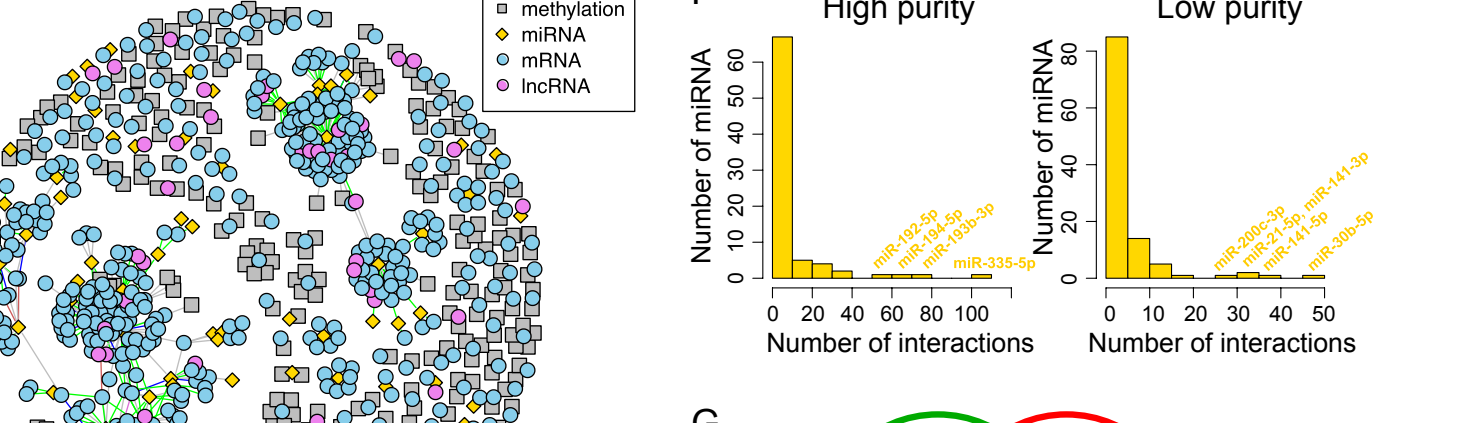 methylation
miRNA
mRNA
lncRNA
High purity
Number of miRNA
0 10 20 30 40 50 60
miR-192-5p
miR-194-5p
miR-193b-3p
miR-335-5p
0 20 40 60 80 100
Number of interactions
Low purity
Number of miRNA
0 20 40 60 80
miR-200c-3p
miR-21-5p, miR-141-3p
miR-141-5p
miR-30b-5p
0 10 20 30 40 50
Number of interactions